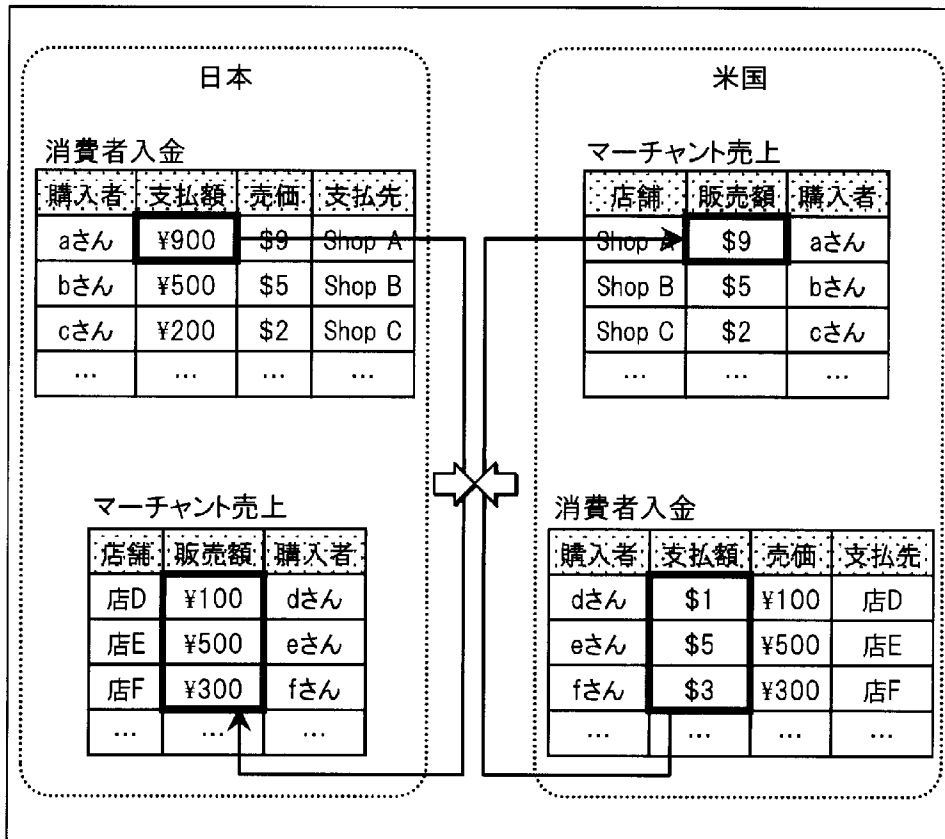 日本
消費者入金
購入者 支払額 売価 支払先
aさん ¥900 $9 Shop A
bさん ¥500 $5 Shop B
cさん ¥200 $2 Shop C
… … … …
マーチャント売上
店舗 販売額 購入者
店D ¥100 dさん
店E ¥500 eさん
店F ¥300 fさん
… … …
米国
マーチャント売上
店舗 販売額 購入者
Shop A $9 aさん
Shop B $5 bさん
Shop C $2 cさん
… … …
消費者入金
購入者 支払額 売価 支払先
dさん $1 ¥100 店D
eさん $5 ¥500 店E
fさん $3 ¥300 店F
… … … …